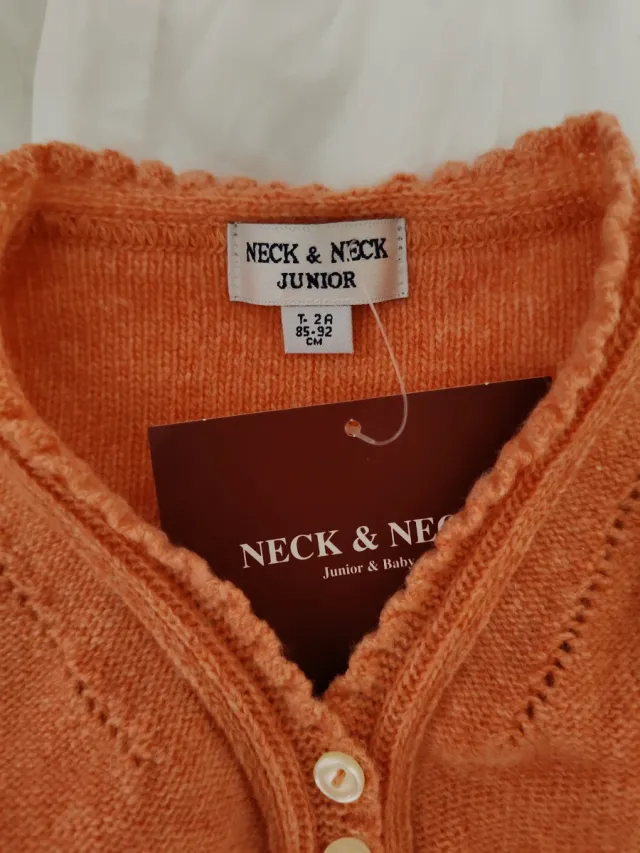 NECK & NECK
JUNIOR
T- 2A
85-92
CM
NECK & NEC
Junior & Baby